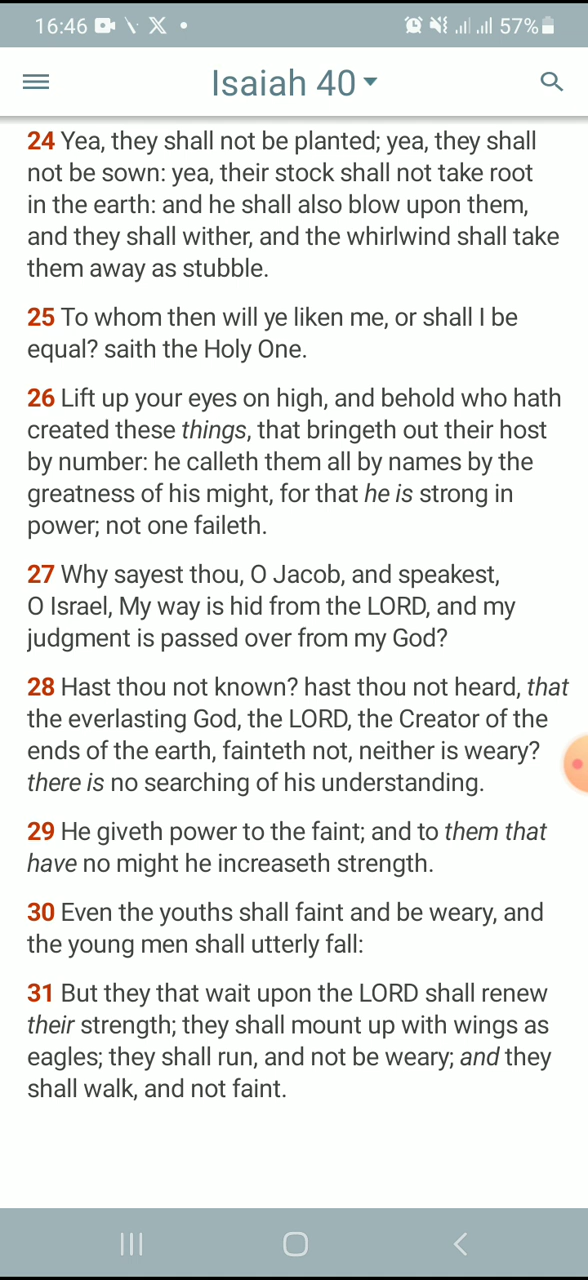 16:46 57%
Isaiah 40
24 Yea, they shall not be planted; yea, they shall
not be sown: yea, their stock shall not take root
in the earth: and he shall also blow upon them,
and they shall wither, and the whirlwind shall take
them away as stubble.
25 To whom then will ye liken me, or shall I be
equal? saith the Holy One.
26 Lift up your eyes on high, and behold who hath
created these things, that bringeth out their host
by number: he calleth them all by names by the
greatness of his might, for that he is strong in
power; not one faileth.
27 Why sayest thou, O Jacob, and speakest,
O Israel, My way is hid from the LORD, and my
judgment is passed over from my God?
28 Hast thou not known? hast thou not heard, that
the everlasting God, the LORD, the Creator of the
ends of the earth, fainteth not, neither is weary?
there is no searching of his understanding.
29 He giveth power to the faint; and to them that
have no might he increaseth strength.
30 Even the youths shall faint and be weary, and
the young men shall utterly fall:
31 But they that wait upon the LORD shall renew
their strength; they shall mount up with wings as
eagles; they shall run, and not be weary; and they
shall walk, and not faint.